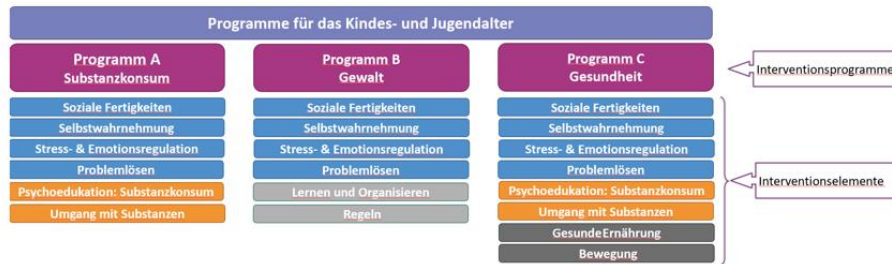 Programme für das Kindes- und Jugendalter
Programm A
Substanzkonsum
Soziale Fertigkeiten
Selbstwahrnehmung
Stress- & Emotionsregulation
Problemlösen
Psychoedukation: Substanzkonsum
Umgang mit Substanzen
Programm B
Gewalt
Soziale Fertigkeiten
Selbstwahrnehmung
Stress- & Emotionsregulation
Problemlösen
Lernen und Organisieren
Regeln
Programm C
Gesundheit
Soziale Fertigkeiten
Selbstwahrnehmung
Stress- & Emotionsregulation
Problemlösen
Psychoedukation: Substanzkonsum
Umgang mit Substanzen
GesundeErnährung
Bewegung
Interventionsprogramme
Interventionselemente